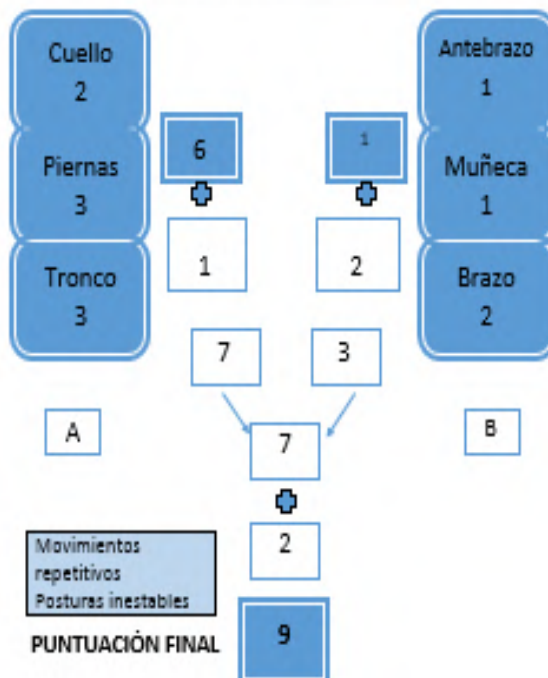 Cuello
2
Piernas
3
Tronco
3
6
1
7
A
Antebrazo
1
Muñeca
1
Brazo
2
1
2
3
B
7
2
Movimientos
repetitivos
Posturas inestables
PUNTUACIÓN FINAL
9